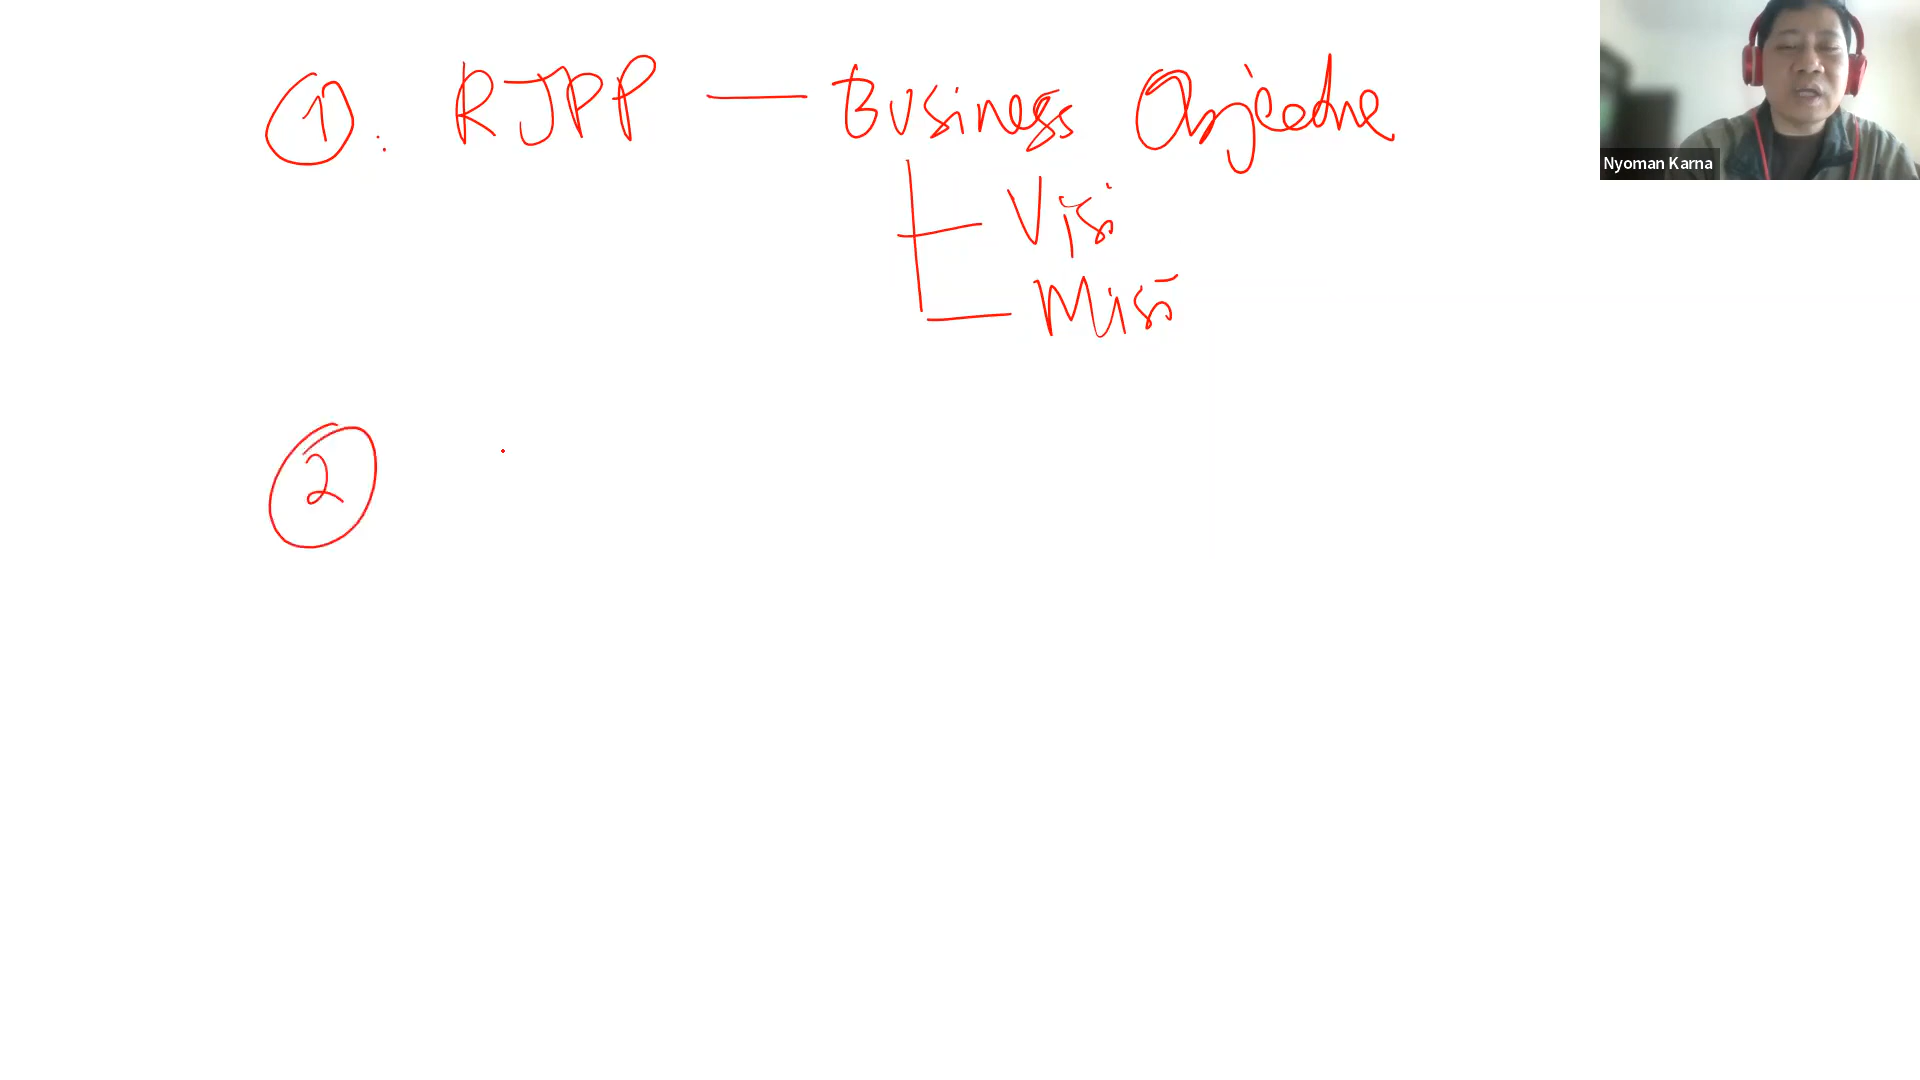 1. RJPP — Business Objective
Visi
Misi
2
Nyoman Karna